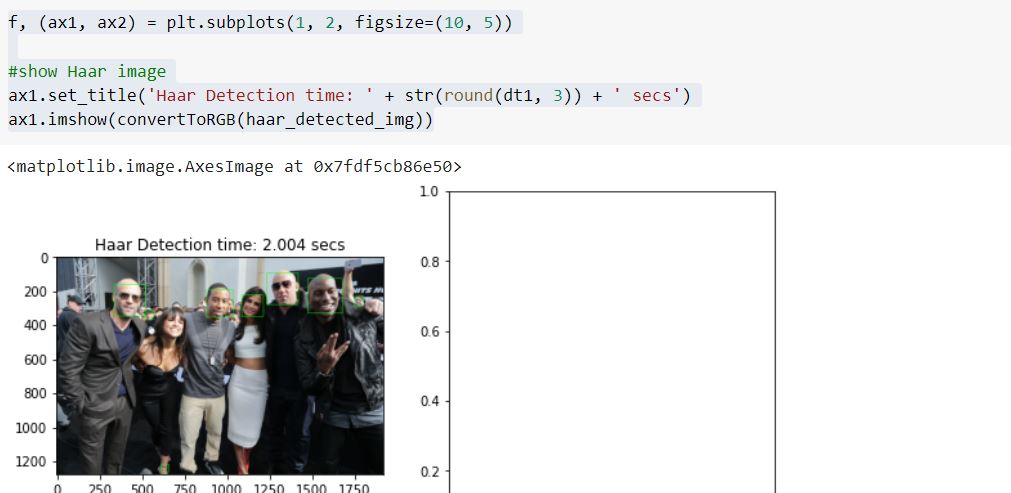 f, (ax1, ax2) = plt.subplots(1, 2, figsize=(10, 5))
#show Haar image
ax1.set_title('Haar Detection time: ' + str(round(dt1, 3)) + ' secs')
ax1.imshow(convertToRGB(haar_detected_img))
<matplotlib.image.AxesImage at 0x7fdf5cb86e50>
Haar Detection time: 2.004 secs
0
200
400
600
800
1000
1200
0 250 500 750 1000 1250 1500 1750
1.0
0.8
0.6
0.4
0.2